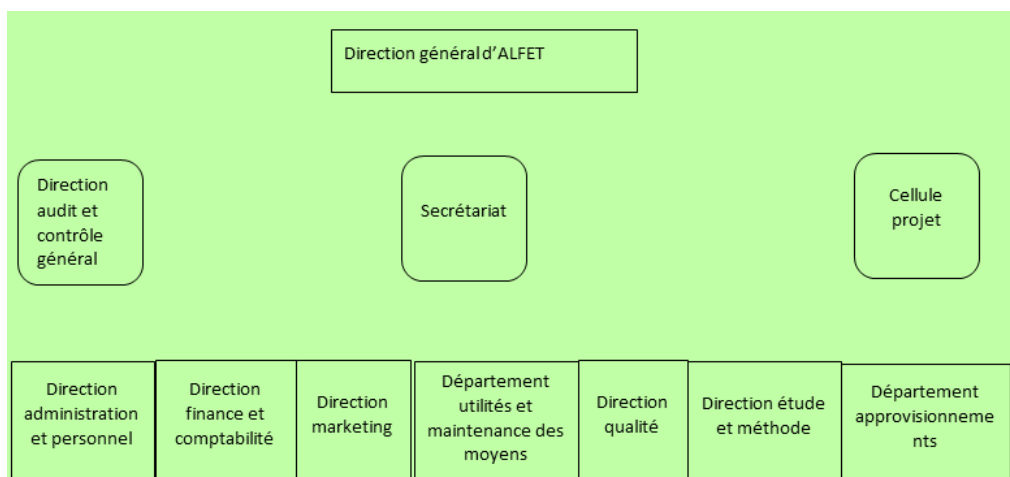 Direction général d'ALFET
Direction
audit et
contrôle
général
Secrétariat
Cellule
projet
Direction
administration
et personnel
Direction
finance et
comptabilité
Direction
marketing
Département
utilités et
maintenance des
moyens
Direction
qualité
Direction étude
et méthode
Département
approvisionneme
nts